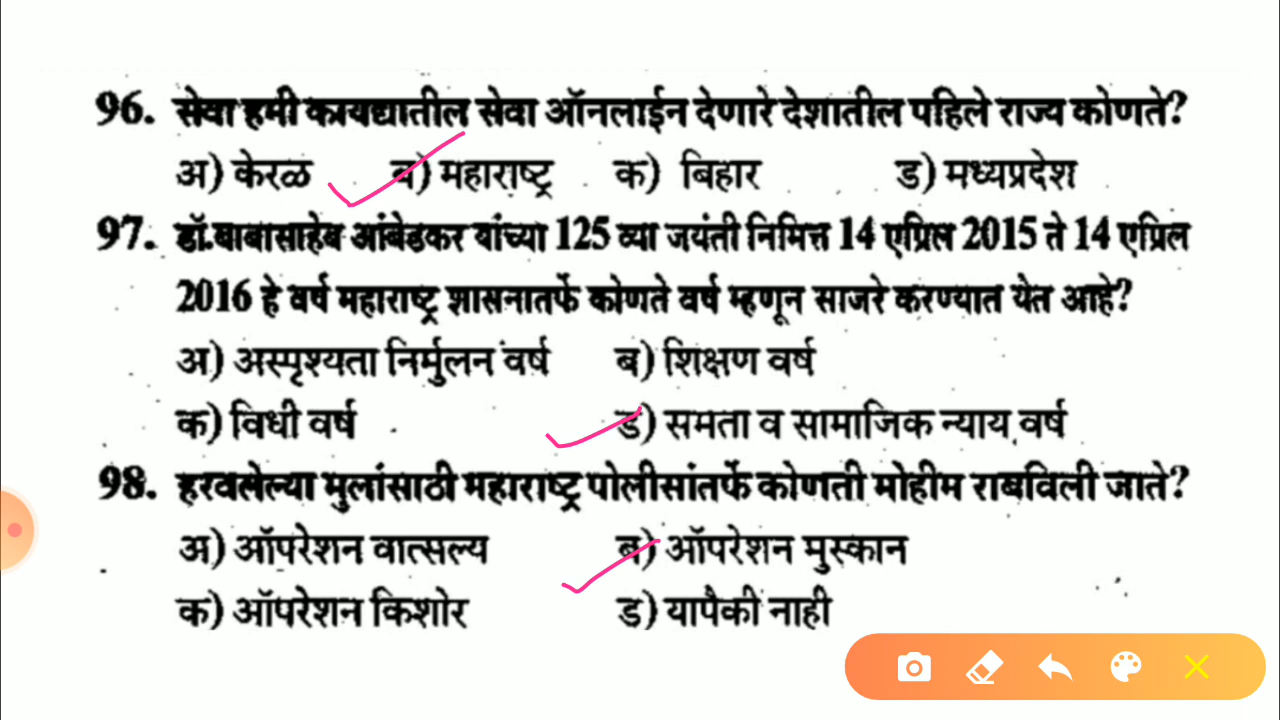 96. सेवा हमी कायद्यातील सेवा ऑनलाईन देणारे देशातील पहिले राज्य कोणते?
अ) केरळ ब) महाराष्ट्र क) बिहार ड) मध्यप्रदेश
97. डॉ.बाबासाहेब आंबेडकर यांच्या 125 व्या जयंती निमित्त 14 एप्रिल 2015 ते 14 एप्रिल
2016 हे वर्ष महाराष्ट्र शासनातर्फे कोणते वर्ष म्हणून साजरे करण्यात येत आहे?
अ) अस्पृश्यता निर्मुलन वर्ष ब) शिक्षण वर्ष
क) विधी वर्ष ड) समता व सामाजिक न्याय वर्ष
98. हरवलेल्या मुलांसाठी महाराष्ट्र पोलीसांतर्फे कोणती मोहीम राबविली जाते?
अ) ऑपरेशन वात्सल्य ब) ऑपरेशन मुस्कान
क) ऑपरेशन किशोर ड) यापैकी नाही